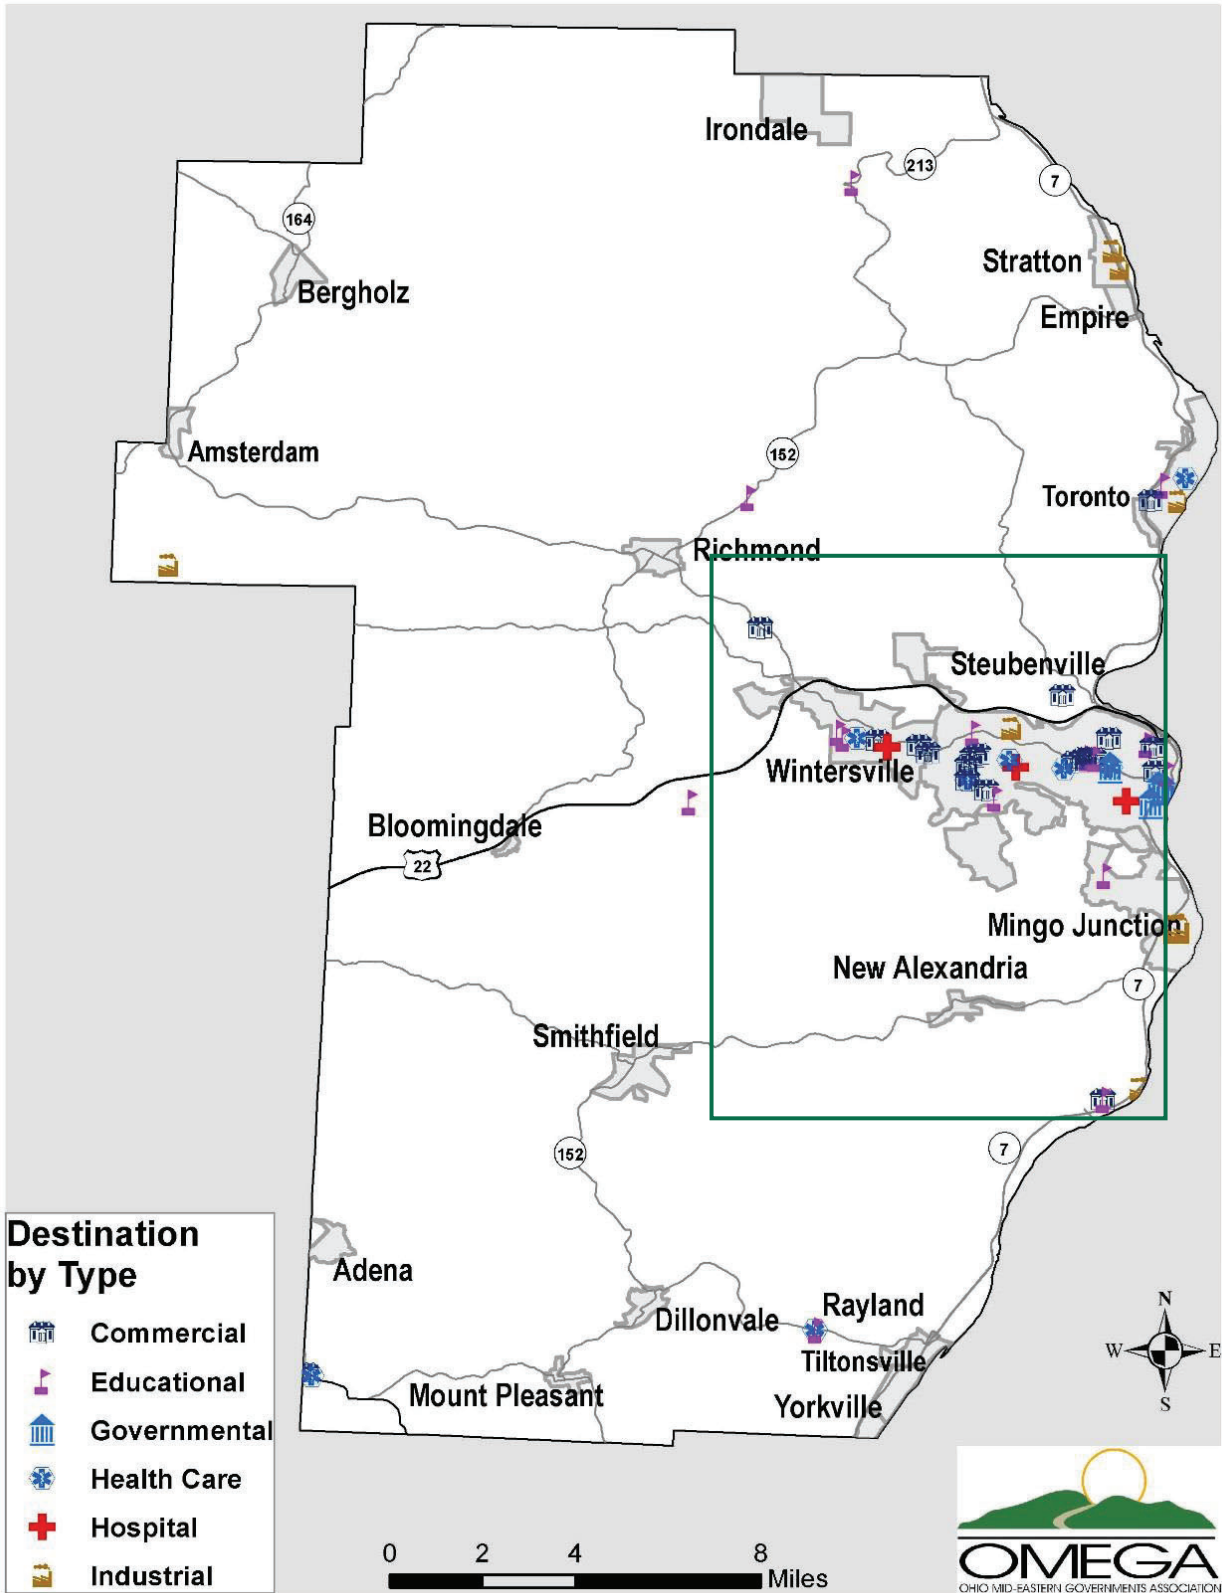 Irondale
213
7
164
Stratton
Bergholz
Empire
Amsterdam
152
Toronto
Richmond
Steubenville
Wintersville
Bloomingdale
22
Mingo Junction
New Alexandria
7
Smithfield
152
7
Destination
by Type
Commercial
Educational
Governmental
Health Care
Hospital
Industrial
Adena
Rayland
Dillonvale
Tiltonsville
Mount Pleasant
Yorkville
N
W
E
S
0 2 4 8
Miles
OMEGA
OHIO MID-EASTERN GOVERNMENTS ASSOCIATION